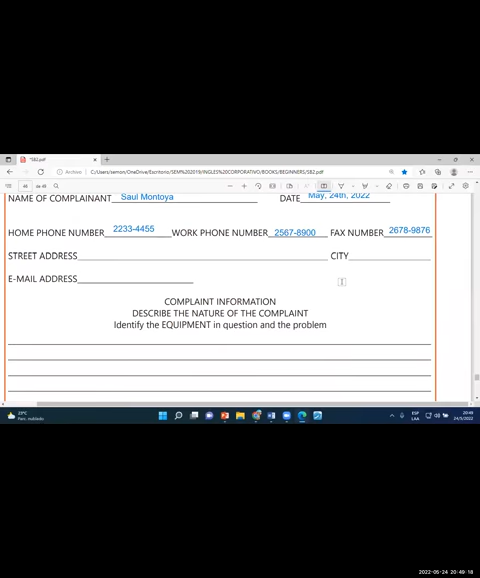 *SB2.pdf
Archivo
C:/Users/semon/OneDrive/Escritorio/SEM%202019/INGLES%20CORPORATIVO/BOOKS/BEGINNERS/SB2.pdf
46 de 48
NAME OF COMPLAINANT Saul Montoya DATE May, 24th, 2022
HOME PHONE NUMBER 2233-4455 WORK PHONE NUMBER 2567-8900 FAX NUMBER 2678-9876
STREET ADDRESS CITY
E-MAIL ADDRESS
COMPLAINT INFORMATION
DESCRIBE THE NATURE OF THE COMPLAINT
Identify the EQUIPMENT in question and the problem
23°C
Parc. nublado
ESP
LAA
20:49
24/5/2022
2022-05-24 20:49:18